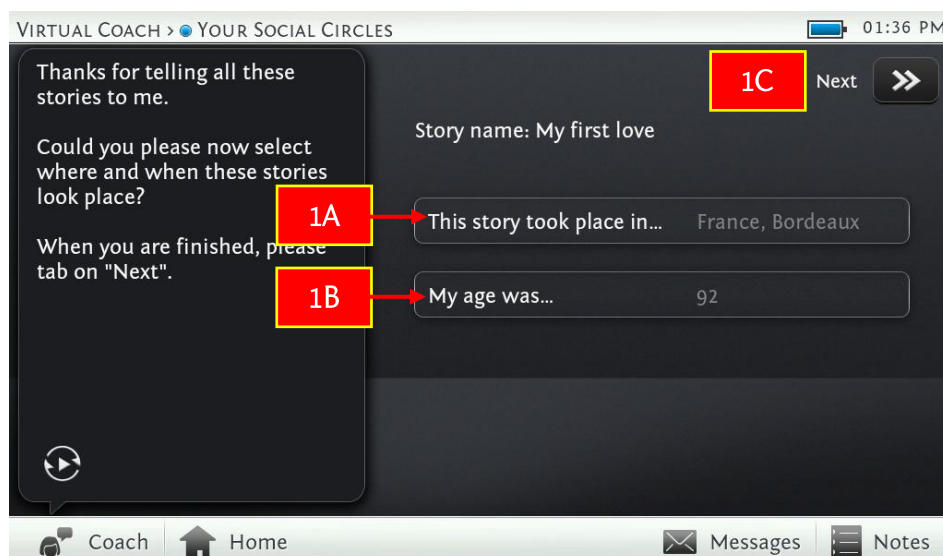 VIRTUAL COACH > YOUR SOCIAL CIRCLES
01:36 PM
Thanks for telling all these
stories to me.
Could you please now select
where and when these stories
look place?
When you are finished, please
tab on "Next".
1C
Next
Story name: My first love
1A
This story took place in... France, Bordeaux
1B
My age was... 92
Coach
Home
Messages
Notes